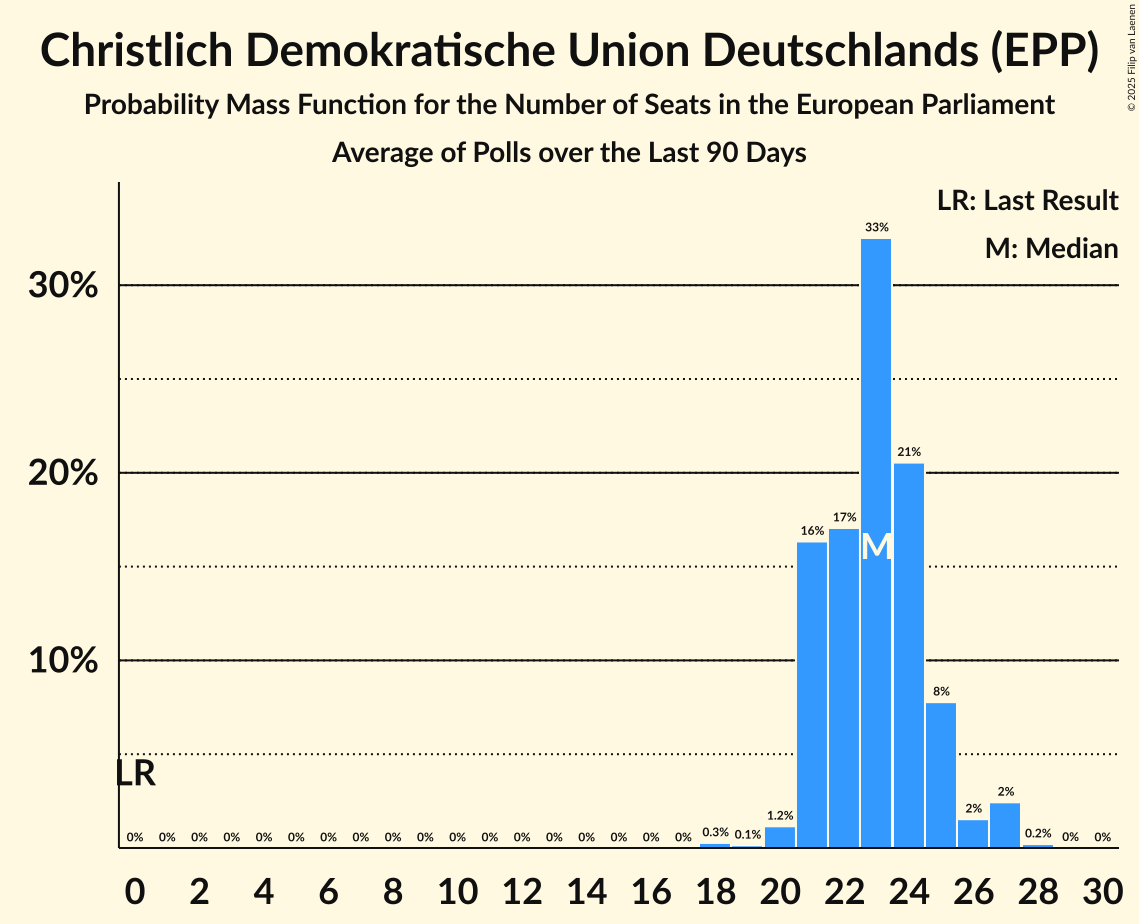 Christlich Demokratische Union Deutschlands (EPP)
Probability Mass Function for the Number of Seats in the European Parliament
Average of Polls over the Last 90 Days
© 2025 Filip van Laenen
LR: Last Result
M: Median
30%
20%
10%
33%
21%
17%
16%
M
8%
LR
0% 0% 0% 0% 0% 0% 0% 0% 0% 0% 0% 0% 0% 0% 0% 0% 0% 0% 0.3% 0.1% 1.2% 2% 2% 0.2% 0% 0%
0 2 4 6 8 10 12 14 16 18 20 22 24 26 28 30